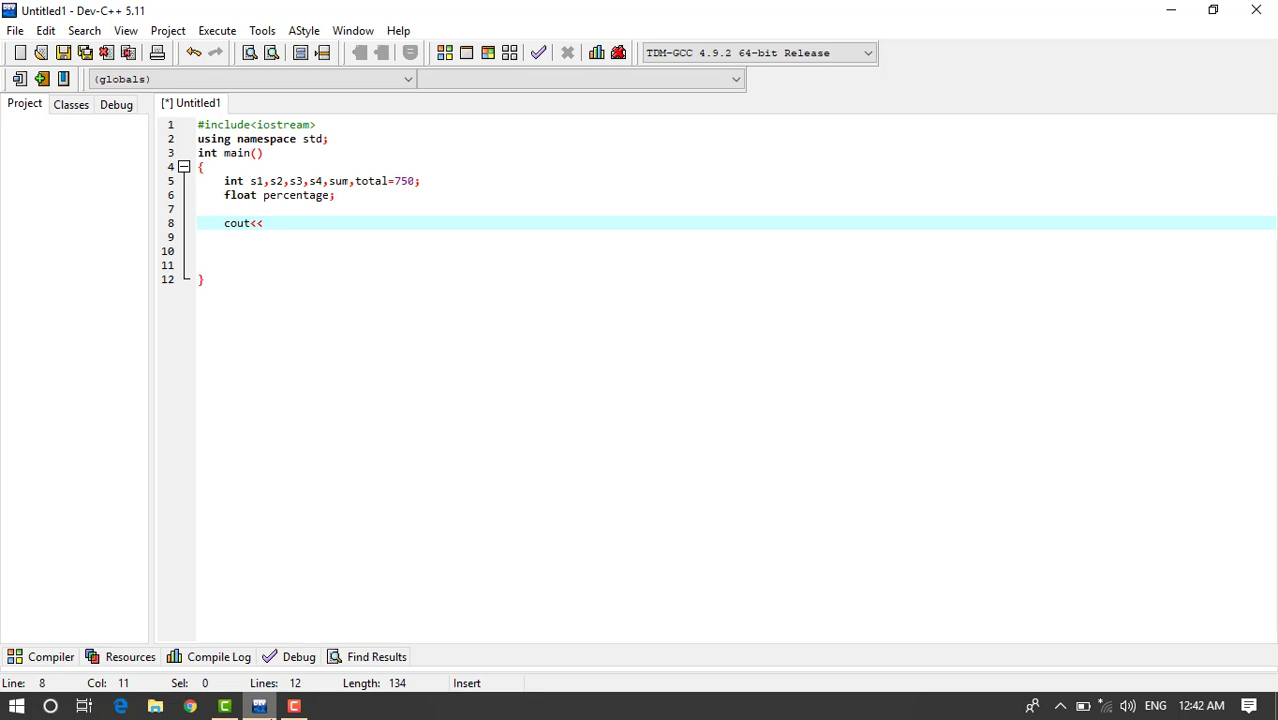 Untitled1 - Dev-C++ 5.11
File Edit Search View Project Execute Tools AStyle Window Help
TDM-GCC 4.9.2 64-bit Release
(globals)
Project Classes Debug [*] Untitled1
1 #include<iostream>
2 using namespace std;
3 int main()
4 {
5 int s1,s2,s3,s4,sum,total=750;
6 float percentage;
7
8 cout<<
9
10
11
12 }
Compiler Resources Compile Log Debug Find Results
Line: 8 Col: 11 Sel: 0 Lines: 12 Length: 134 Insert
DEV ENG 12:42 AM